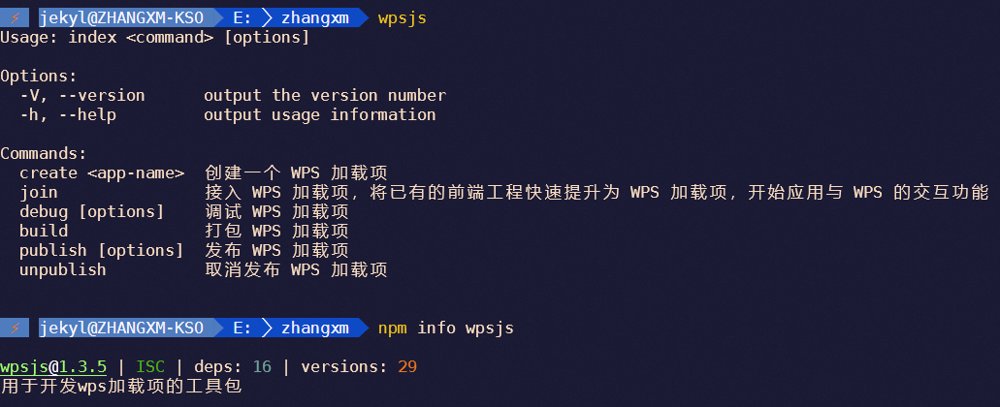 ⚡ jekyl@ZHANGXM-KSO E: zhangxm wpsjs
Usage: index <command> [options]
Options:
-V, --version output the version number
-h, --help output usage information
Commands:
create <app-name> 创建一个 WPS 加载项
join 接入 WPS 加载项，将已有的前端工程快速提升为 WPS 加载项，开始应用与 WPS 的交互功能
debug [options] 调试 WPS 加载项
build 打包 WPS 加载项
publish [options] 发布 WPS 加载项
unpublish 取消发布 WPS 加载项
⚡ jekyl@ZHANGXM-KSO E: zhangxm npm info wpsjs
wpsjs@1.3.5 | ISC | deps: 16 | versions: 29
用于开发wps加载项的工具包